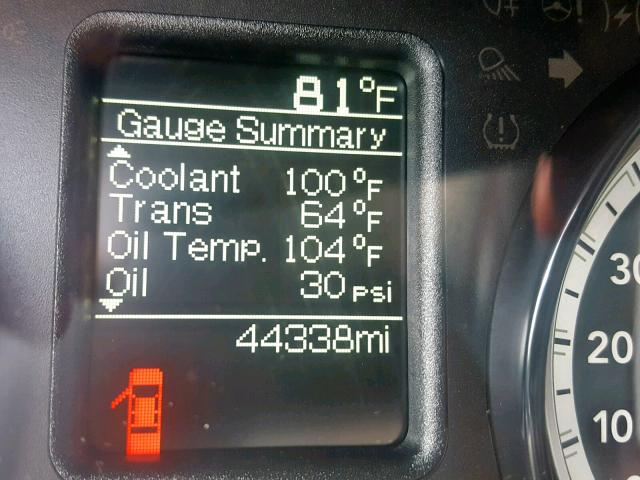 81°F
Gauge Summary
Coolant 100°F
Trans 64°F
Oil Temp. 104°F
Oil 30 psi
44338mi
30
20
10